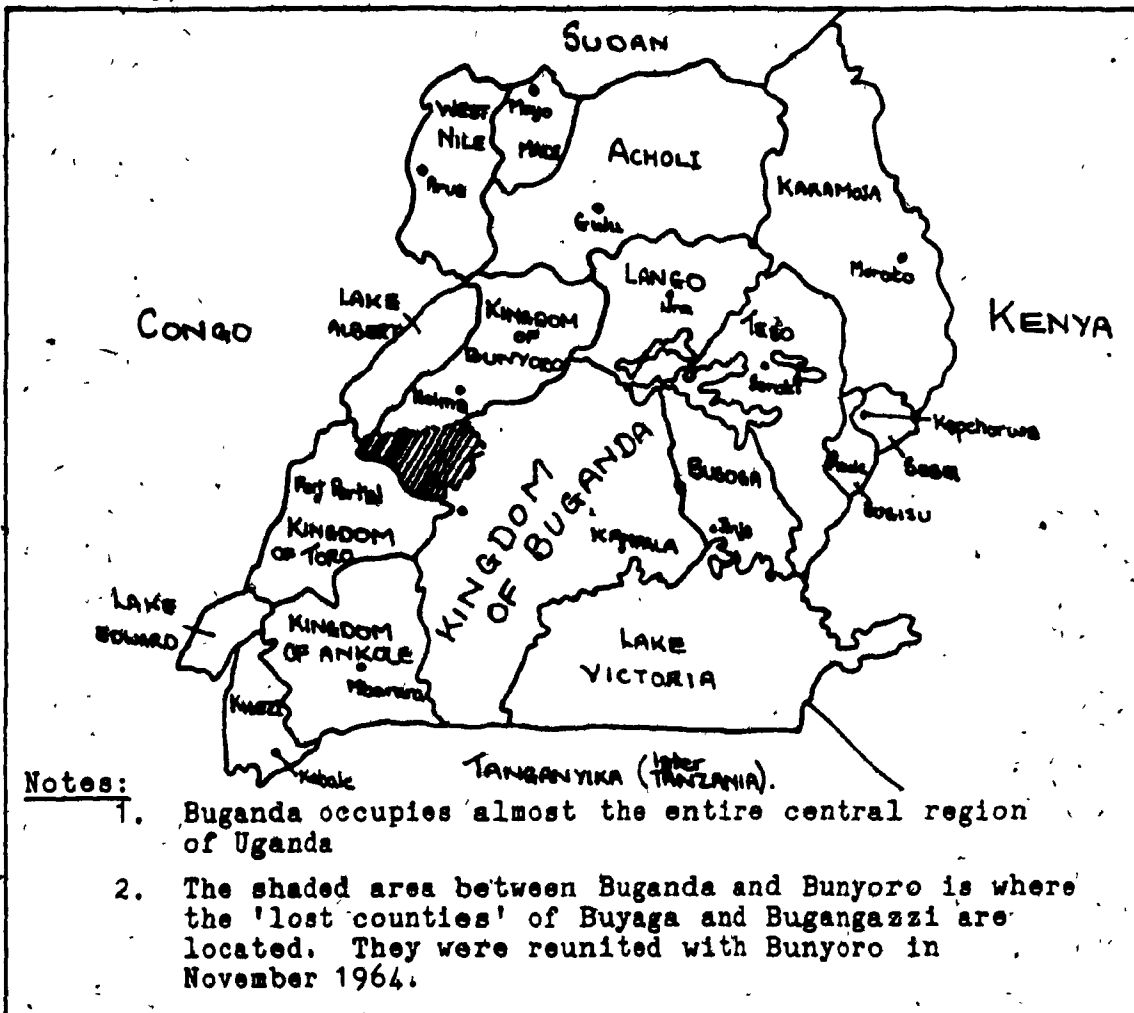 SUDAN
WEST
NILE
Moyo
MADI
ACHOLI
KARAMOJA
Arua
Gulu
Moroto
LANGO
LAKE
ALBERT
CONGO
KINGDOM
OF
BUNYORO
TESO
KENYA
Soroti
Hoima
Kapchorwa
SEBEI
BUGISU
BUSOGA
Fort Portal
KINGDOM
OF BUGANDA
KINGDOM
OF TORO
KAMPALA
Jinja
LAKE
EDWARD
KINGDOM
OF ANKOLE
LAKE
VICTORIA
Mbarara
KIGEZI
Kabale
TANGANYIKA (later
TANZANIA).
Notes:
1. Buganda occupies almost the entire central region
of Uganda
2. The shaded area between Buganda and Bunyoro is where
the 'lost counties' of Buyaga and Bugangazzi are
located. They were reunited with Bunyoro in
November 1964.